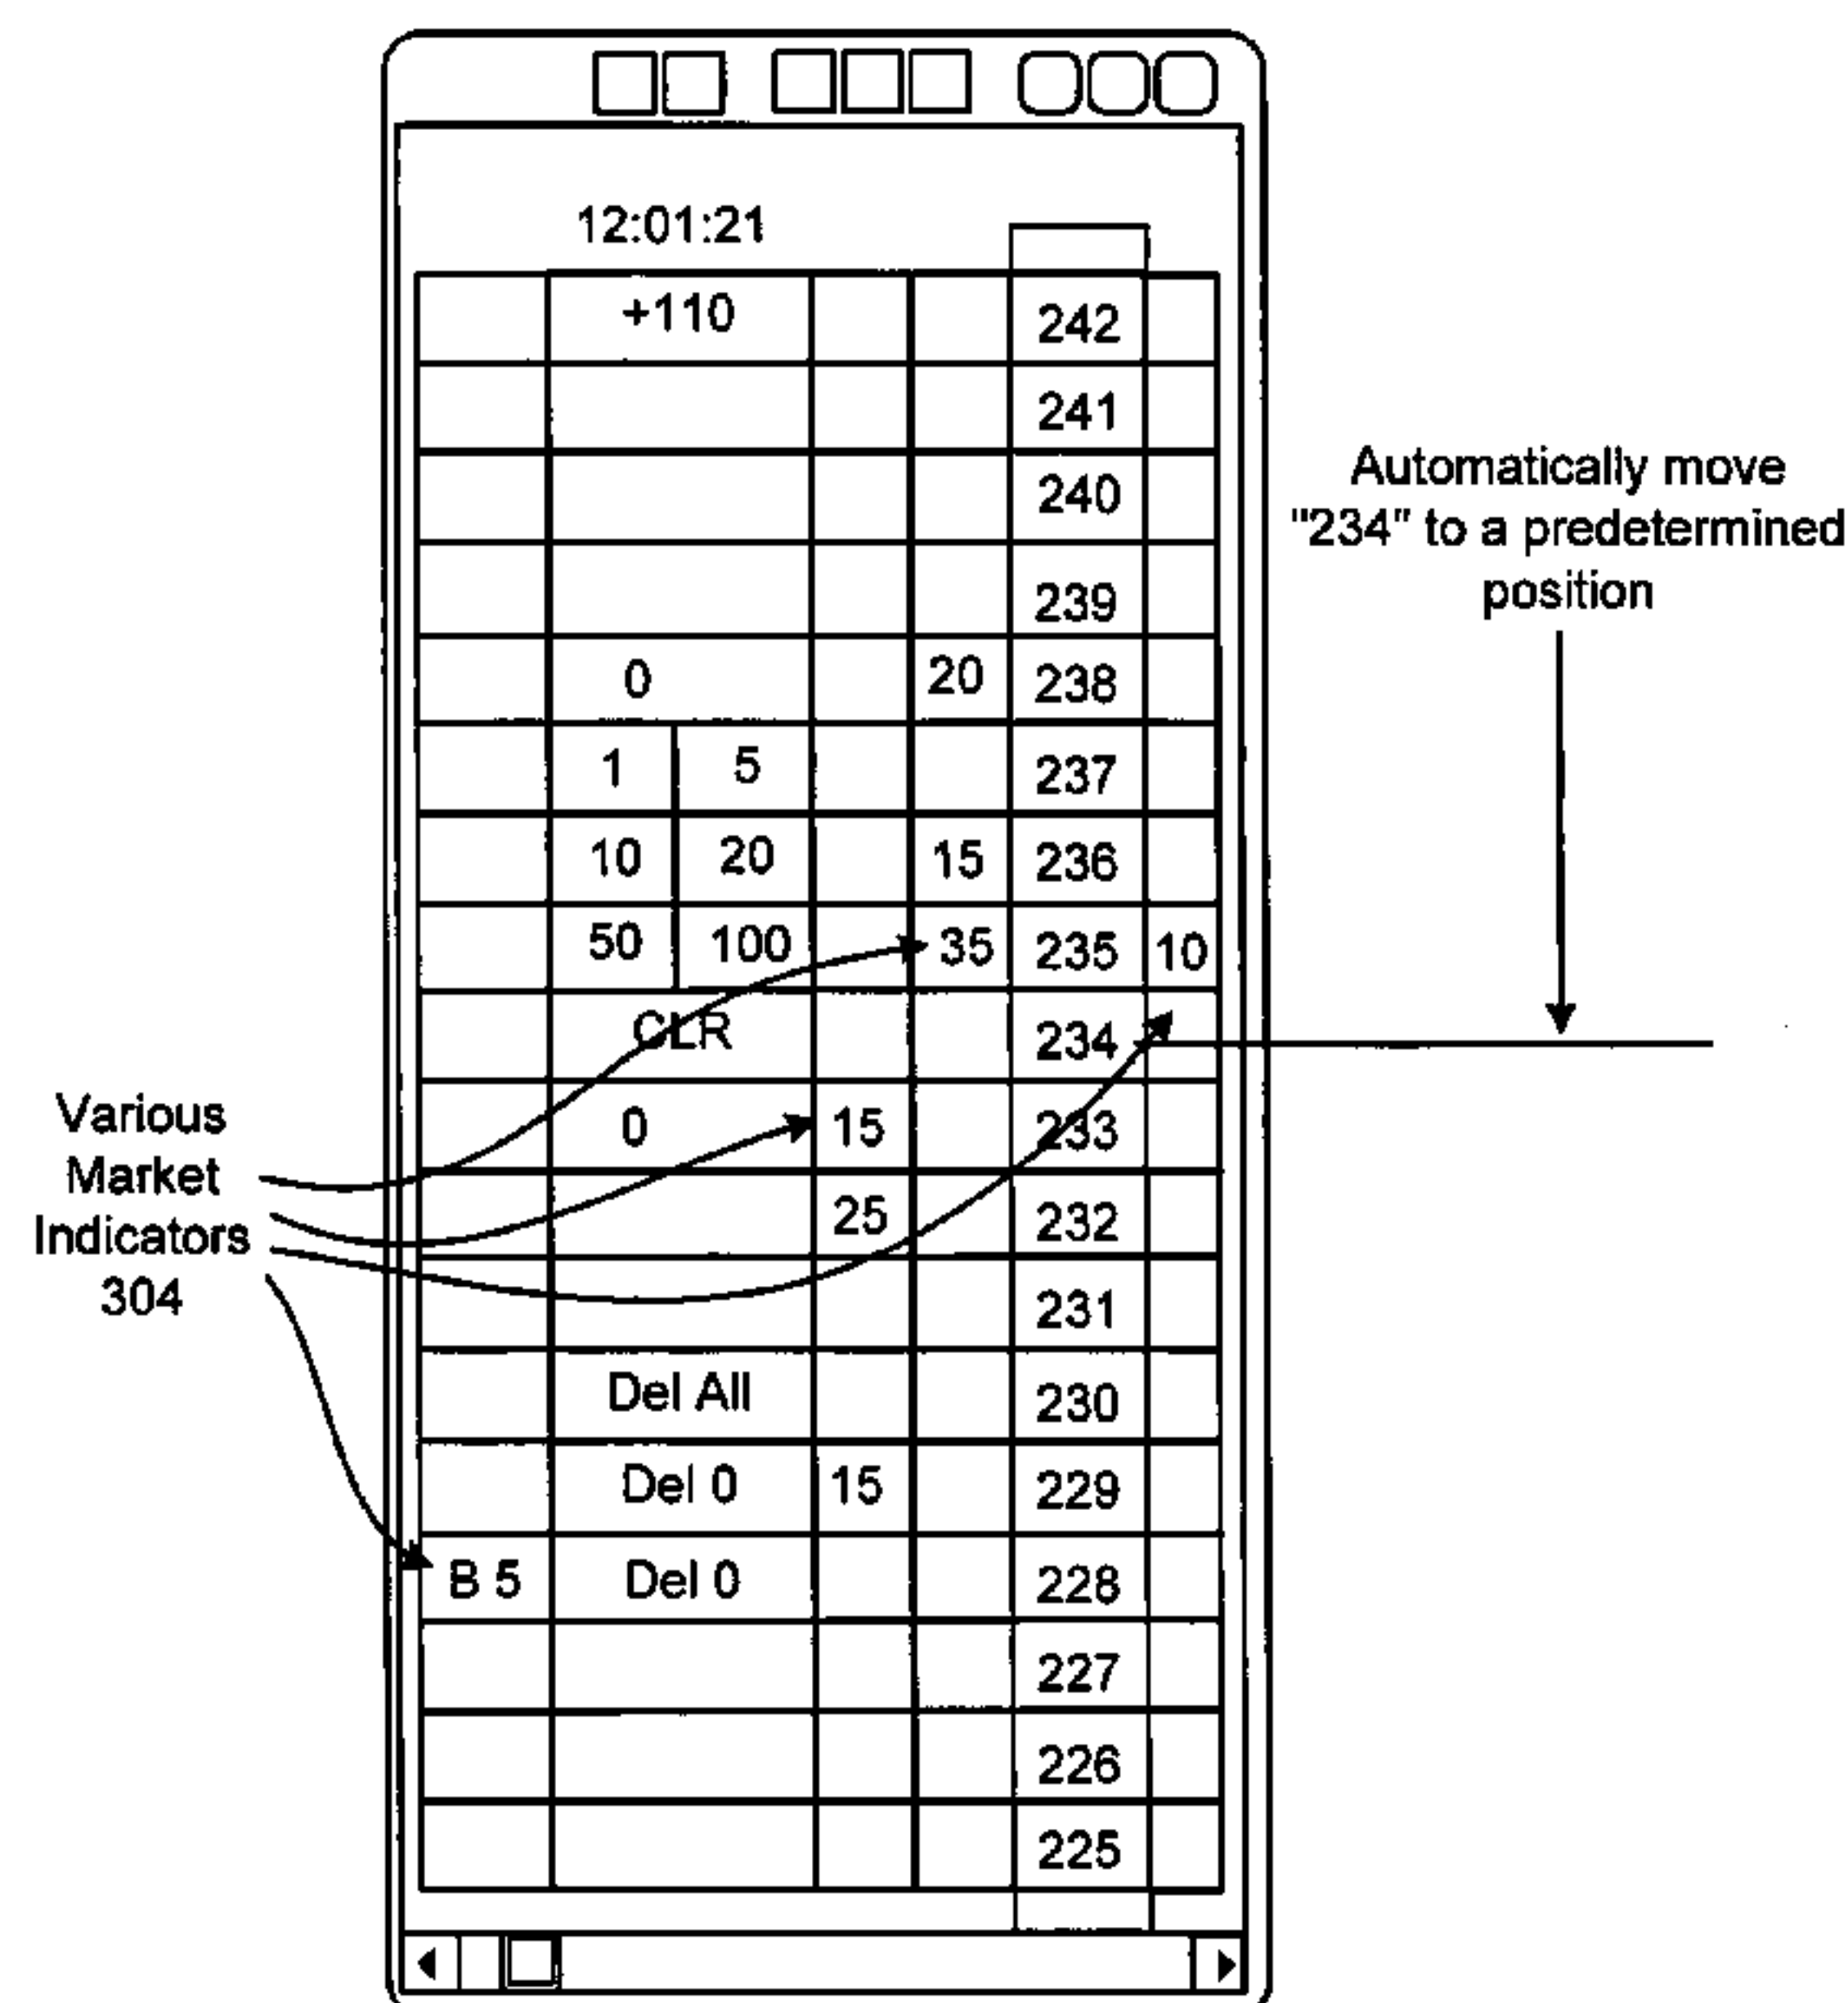 12:01:21
+110 242
241
240
Automatically move
"234" to a predetermined
position
239
0 20 238
1 5 237
10 20 15 236
50 100 35 235 10
CLR 234
Various
Market
Indicators
304
0 15 233
25 232
231
Del All 230
Del 0 15 229
B 5 Del 0 228
227
226
225